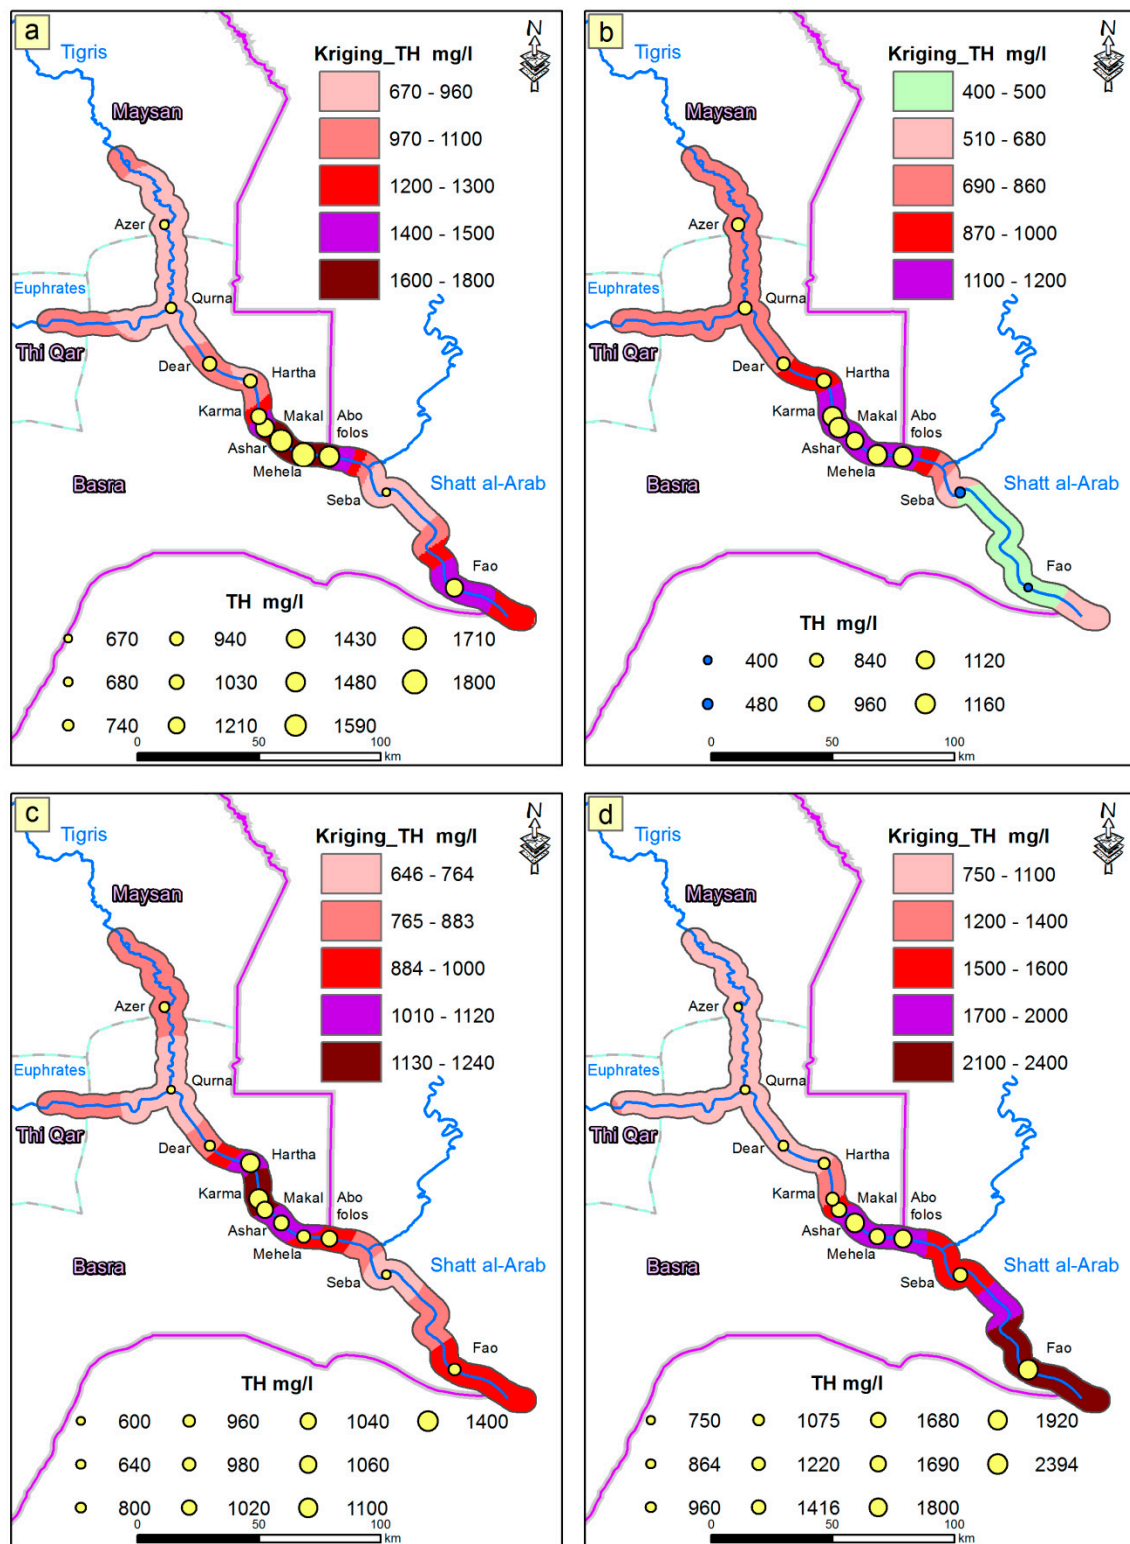 a
Tigris
N
Kriging_TH mg/l
670 - 960
Maysan
970 - 1100
1200 - 1300
Azer
1400 - 1500
Euphrates
1600 - 1800
Qurna
Thi Qar
Dear
Hartha
Karma
Makal
Abo
folos
Ashar
Mehela
Basra
Seba
Shatt al-Arab
Fao
TH mg/l
670 940 1430 1710
680 1030 1480 1800
740 1210 1590
0 50 100
km
b
Tigris
N
Kriging_TH mg/l
400 - 500
Maysan
510 - 680
690 - 860
Azer
870 - 1000
Euphrates
1100 - 1200
Qurna
Thi Qar
Dear
Hartha
Karma
Makal
Abo
folos
Ashar
Mehela
Basra
Seba
Shatt al-Arab
Fao
TH mg/l
400 840 1120
480 960 1160
0 50 100
km
c
Tigris
N
Kriging_TH mg/l
646 - 764
Maysan
765 - 883
884 - 1000
Azer
1010 - 1120
Euphrates
1130 - 1240
Qurna
Thi Qar
Dear
Hartha
Karma
Makal
Abo
folos
Ashar
Mehela
Basra
Seba
Shatt al-Arab
Fao
TH mg/l
600 960 1040 1400
640 980 1060
800 1020 1100
0 50 100
km
d
Tigris
N
Kriging_TH mg/l
750 - 1100
Maysan
1200 - 1400
1500 - 1600
Azer
1700 - 2000
Euphrates
2100 - 2400
Qurna
Thi Qar
Dear
Hartha
Karma
Makal
Abo
folos
Ashar
Mehela
Basra
Seba
Shatt al-Arab
Fao
TH mg/l
750 1075 1680 1920
864 1220 1690 2394
960 1416 1800
0 50 100
km